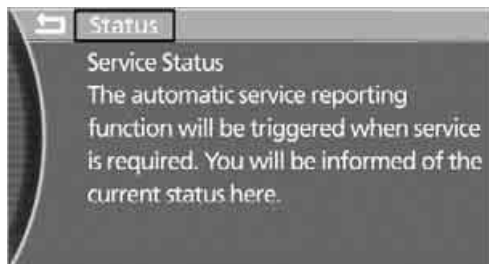 Status
Service Status
The automatic service reporting
function will be triggered when service
is required. You will be informed of the
current status here.